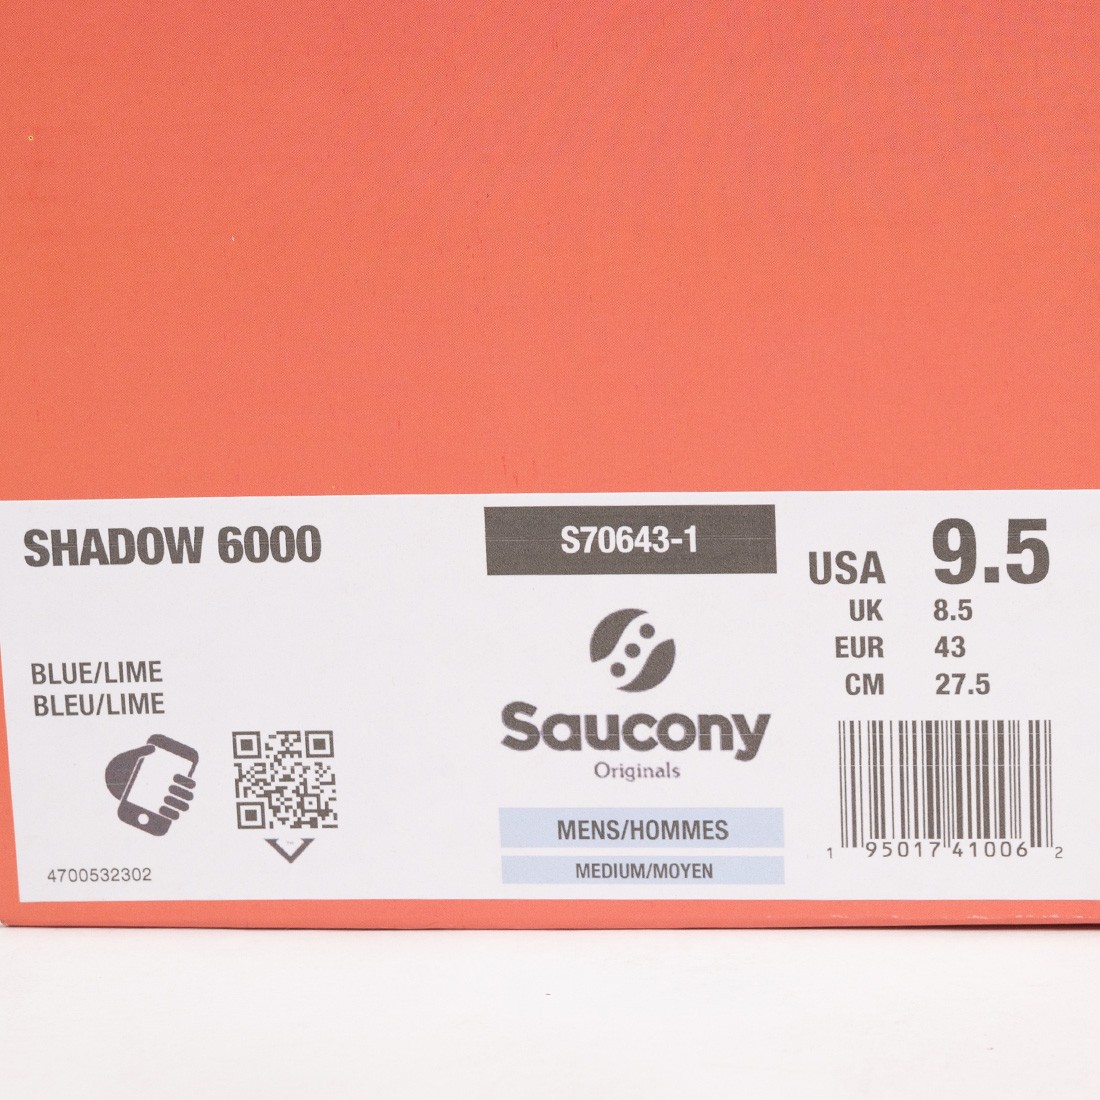 SHADOW 6000
S70643-1
USA 9.5
UK 8.5
EUR 43
CM 27.5
BLUE/LIME
BLEU/LIME
Saucony
Originals
MENS/HOMMES
MEDIUM/MOYEN
4700532302
1 95017 41006 2